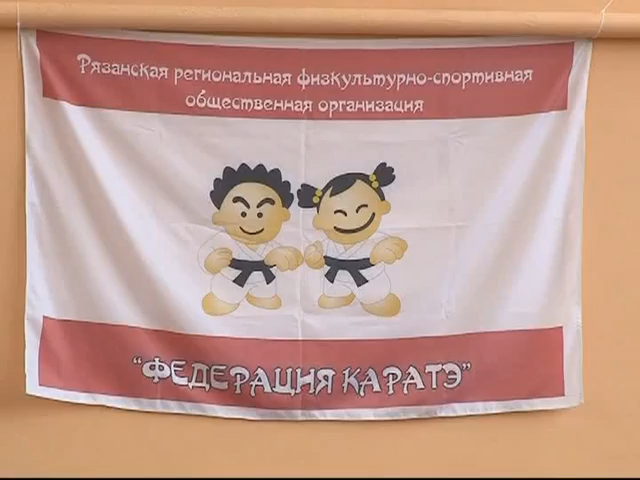 Рязанская региональная физкультурно-спортивная
общественная организация
“ФЕДЕРАЦИЯ КАРАТЭ”